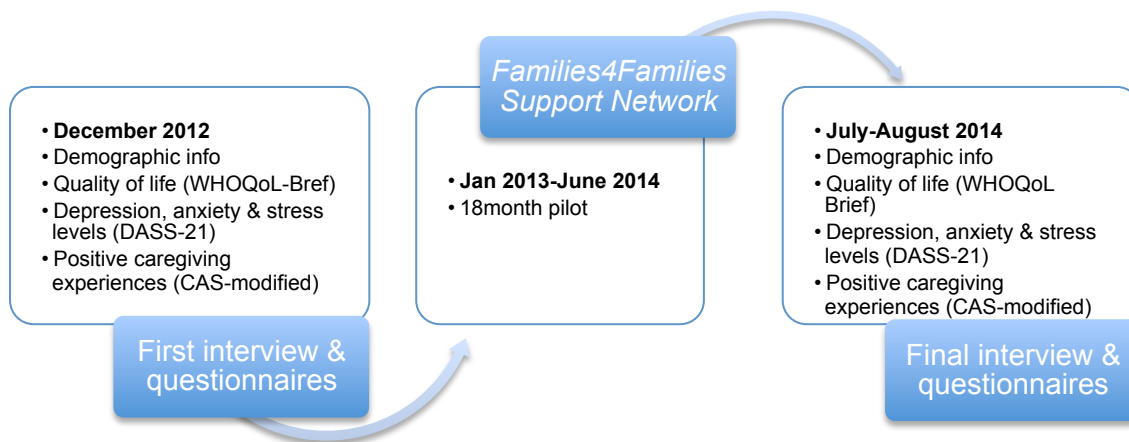 • December 2012
• Demographic info
• Quality of life (WHOQoL-Bref)
• Depression, anxiety & stress
levels (DASS-21)
• Positive caregiving
experiences (CAS-modified)
First interview &
questionnaires
Families4Families
Support Network
• Jan 2013-June 2014
• 18month pilot
• July-August 2014
• Demographic info
• Quality of life (WHOQoL
Brief)
• Depression, anxiety & stress
levels (DASS-21)
• Positive caregiving
experiences (CAS-modified)
Final interview &
questionnaires